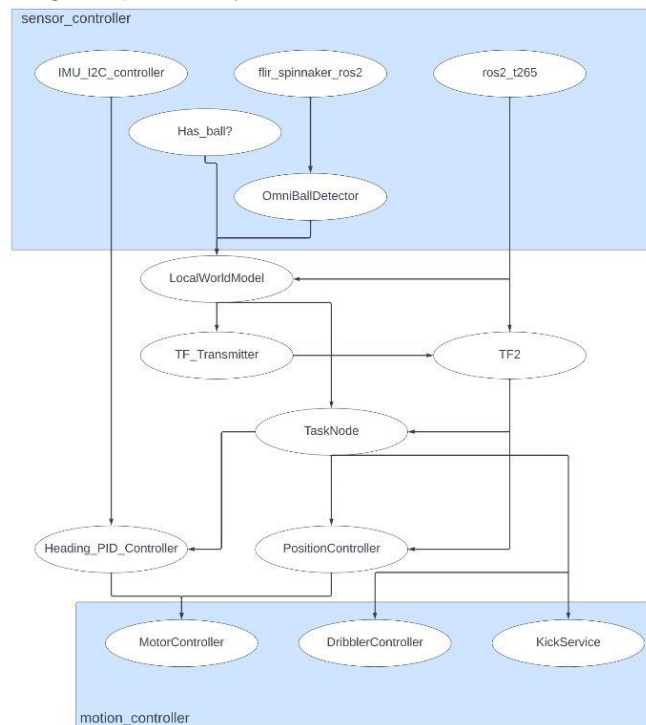 sensor_controller
IMU_I2C_controller
flir_spinnaker_ros2
ros2_t265
Has_ball?
OmniBallDetector
LocalWorldModel
TF_Transmitter
TF2
TaskNode
Heading_PID_Controller
PositionController
MotorController
DribblerController
KickService
motion_controller